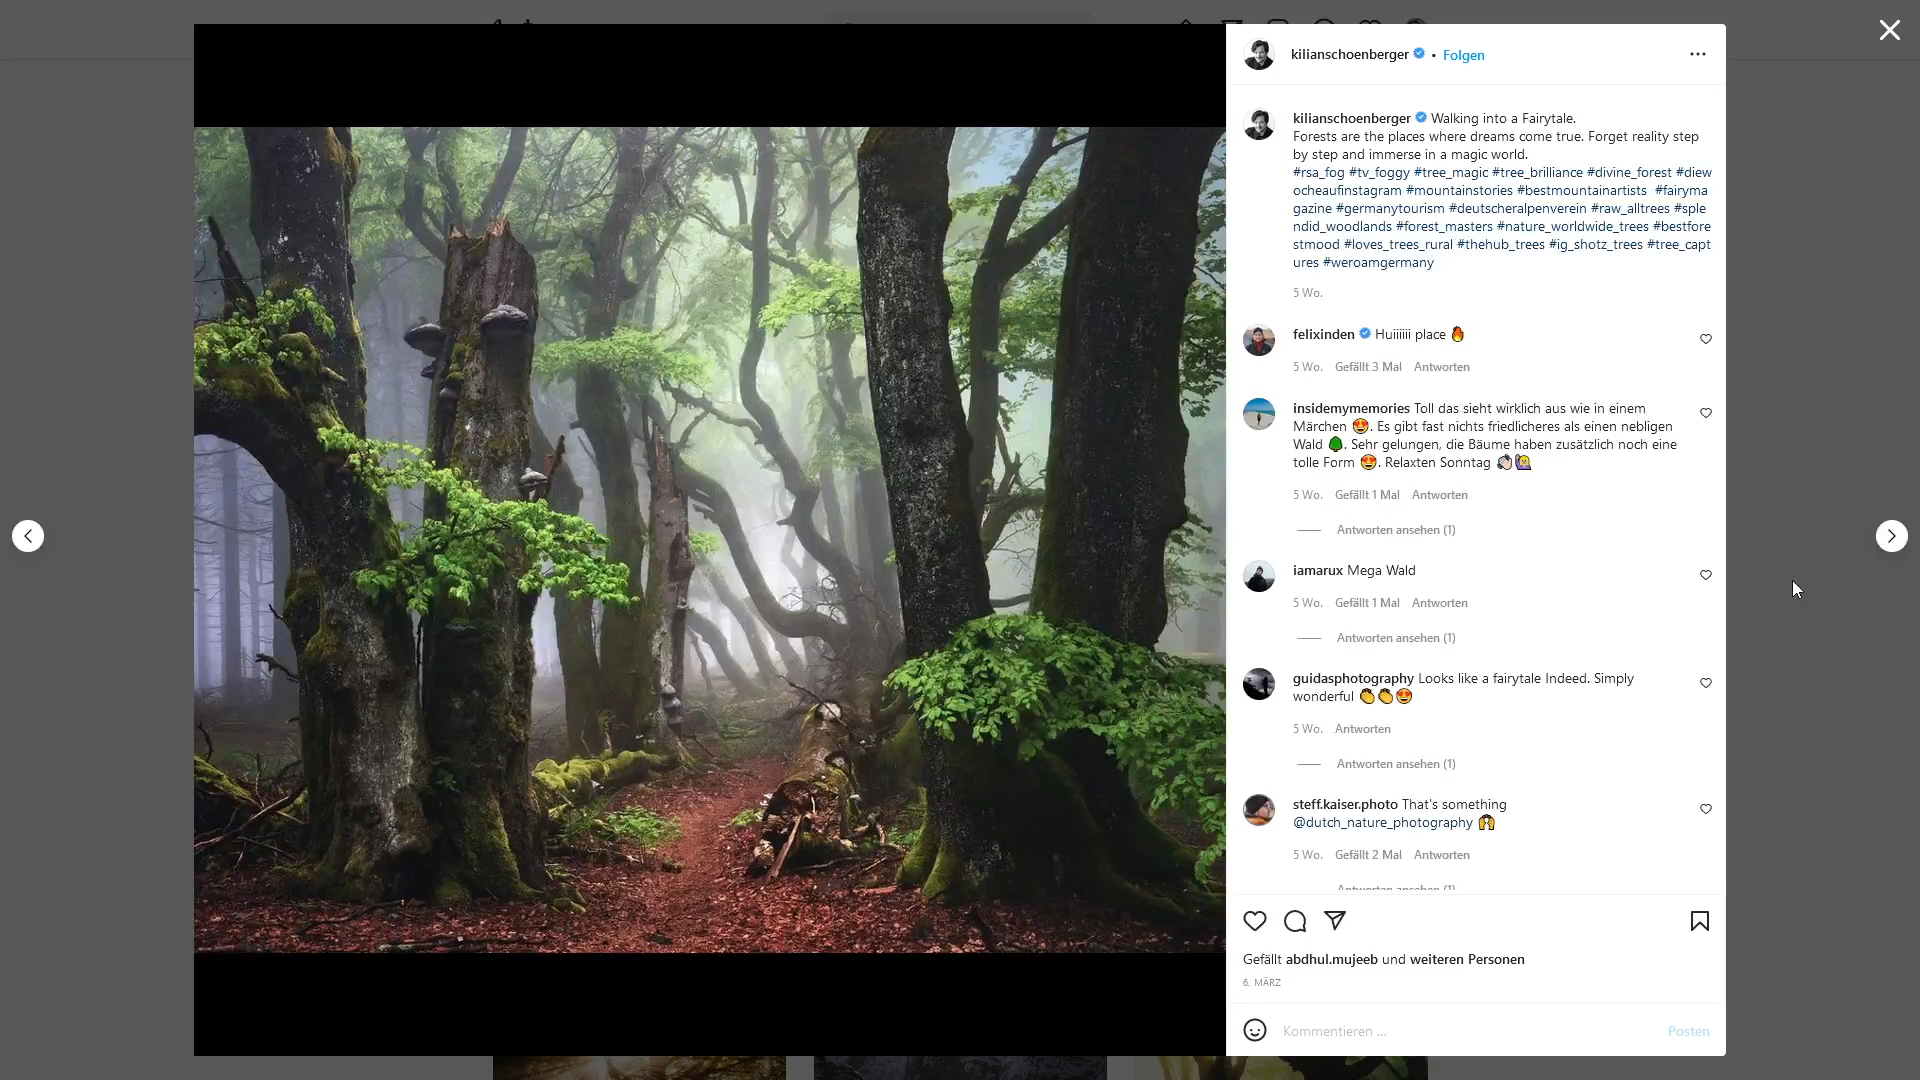 kilianschoenberger • Folgen
kilianschoenberger Walking into a Fairytale.
Forests are the places where dreams come true. Forget reality step
by step and immerse in a magic world.
#rsa_fog #tv_foggy #tree_magic #tree_brilliance #divine_forest #diew
ocheaufinstagram #mountainstories #bestmountainartists #fairyma
gazine #germanytourism #deutscheralpenverein #raw_alltrees #sple
ndid_woodlands #forest_masters #nature_worldwide_trees #bestfore
stmood #loves_trees_rural #thehub_trees #ig_shotz_trees #tree_capt
ures #weroamgermany
5 Wo.
felixinden Huiiiiii place 🔥
5 Wo. Gefällt 3 Mal Antworten
insidemymemories Toll das sieht wirklich aus wie in einem
Märchen 😍. Es gibt fast nichts friedlicheres als einen nebligen
Wald 🌳. Sehr gelungen, die Bäume haben zusätzlich noch eine
tolle Form 😍. Relaxten Sonntag 👏🏻🙋🏼‍♀️
5 Wo. Gefällt 1 Mal Antworten
Antworten ansehen (1)
iamarux Mega Wald
5 Wo. Gefällt 1 Mal Antworten
Antworten ansehen (1)
guidasphotography Looks like a fairytale Indeed. Simply
wonderful 👏👏😍
5 Wo. Antworten
Antworten ansehen (1)
steff.kaiser.photo That's something
@dutch_nature_photography 🙌
5 Wo. Gefällt 2 Mal Antworten
Antworten ansehen (1)
Gefällt abdhul.mujeeb und weiteren Personen
6. MÄRZ
Kommentieren ...
Posten